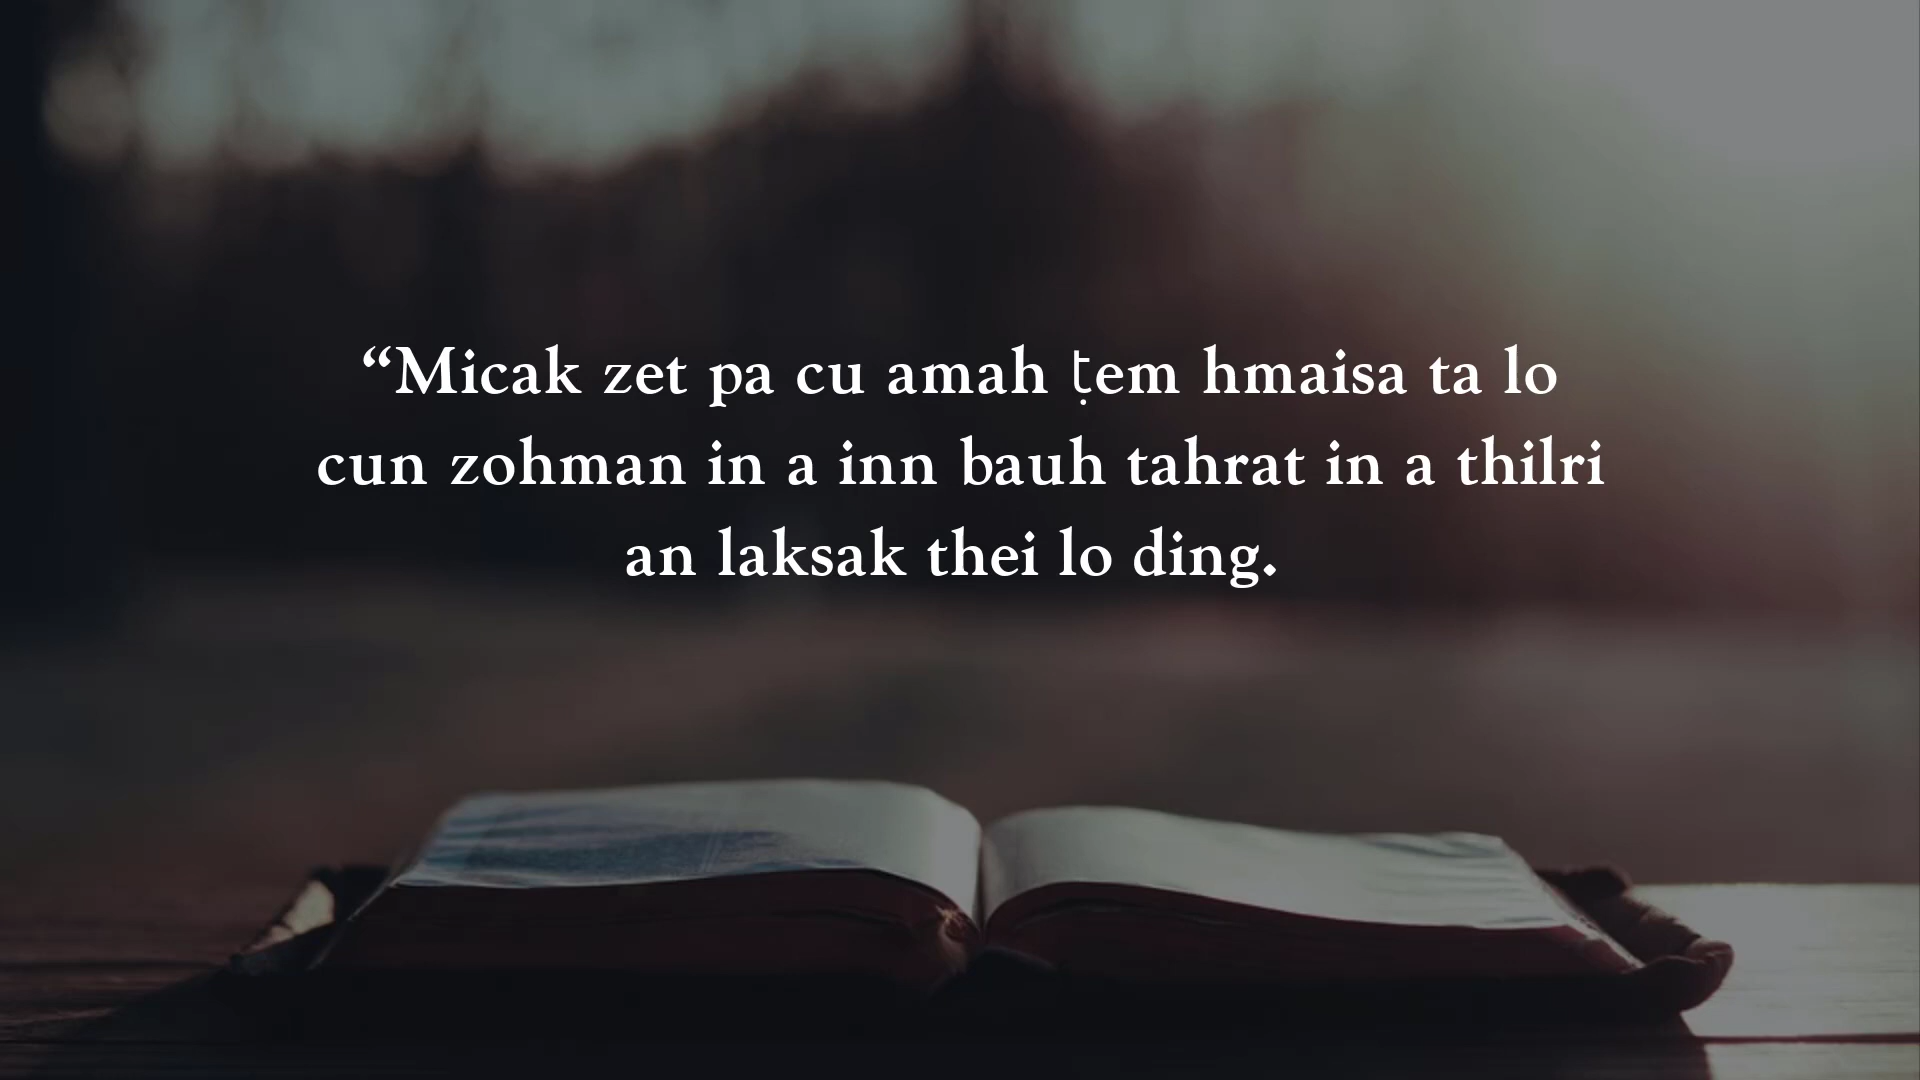 “Micak zet pa cu amah ṭem hmaisa ta lo
cun zohman in a inn bauh tahrat in a thilri
an laksak thei lo ding.